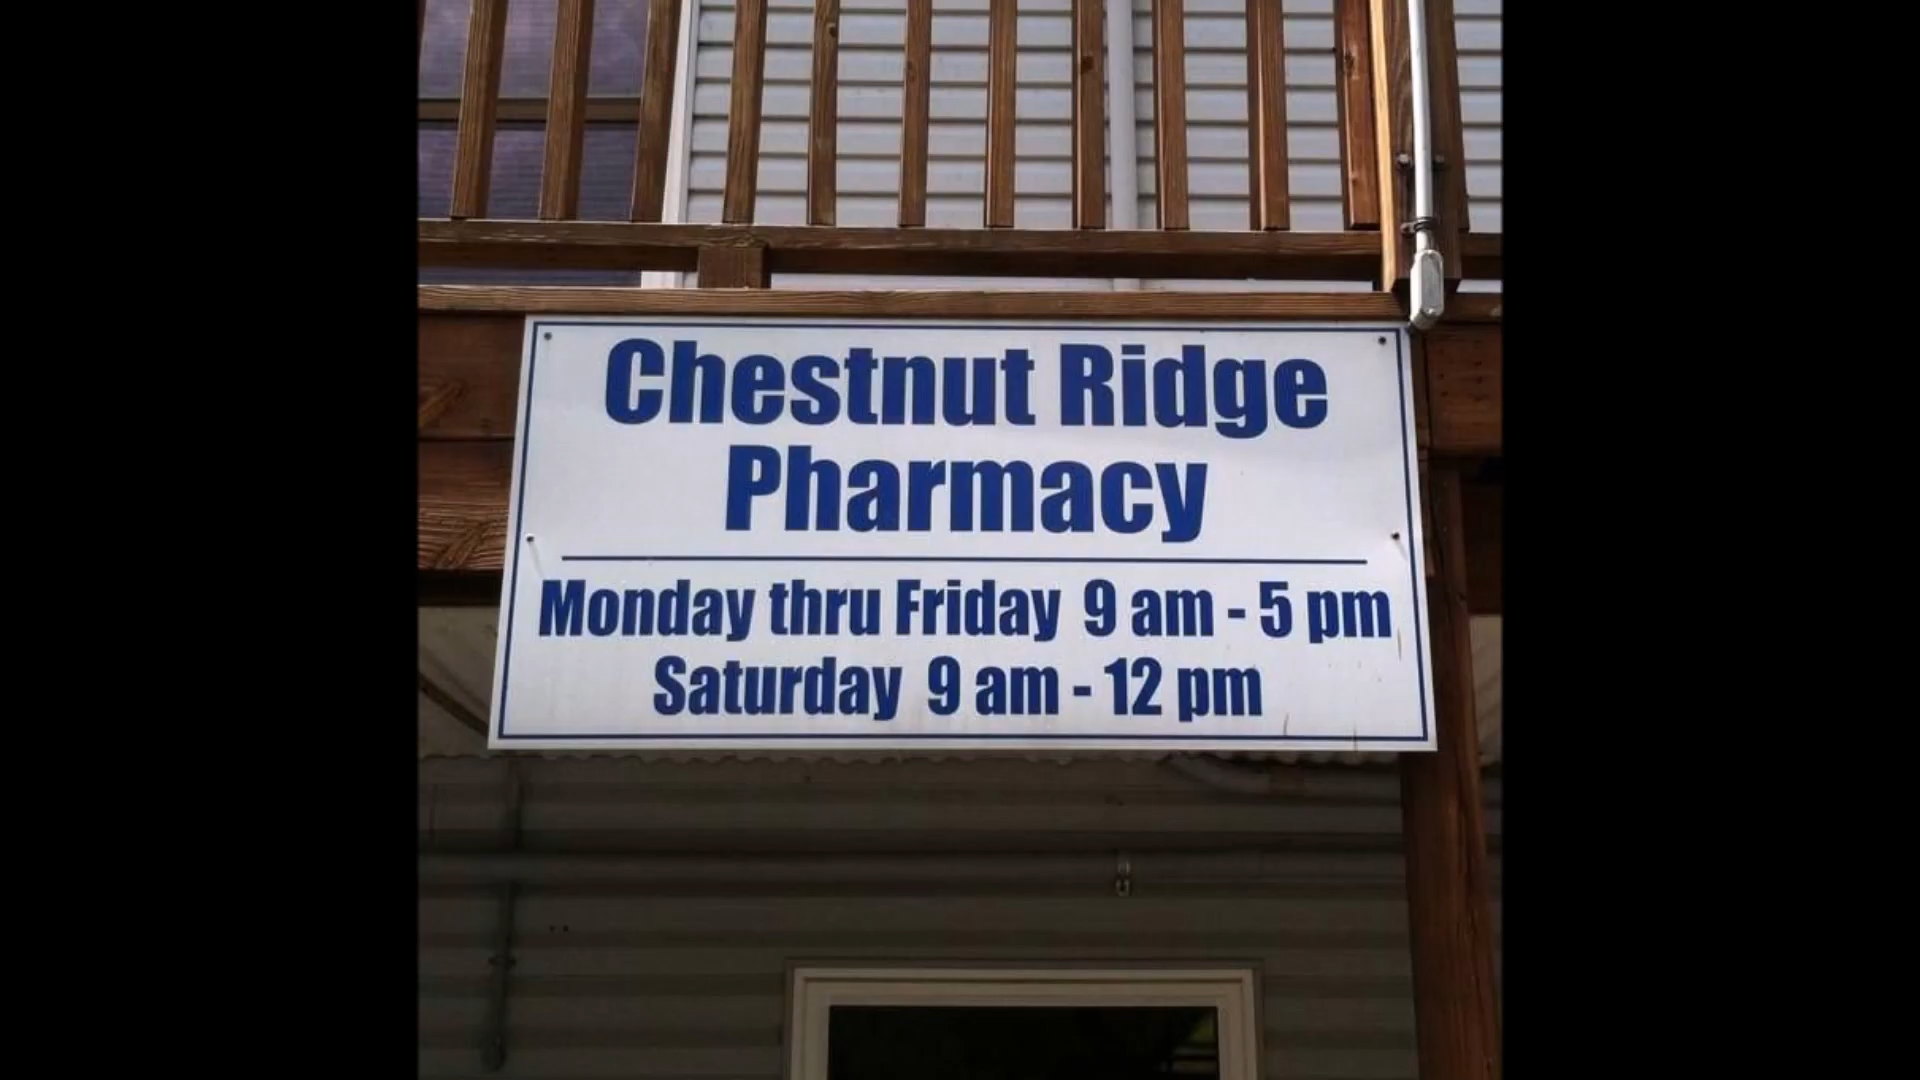 Chestnut Ridge
Pharmacy
Monday thru Friday 9 am - 5 pm
Saturday 9 am - 12 pm